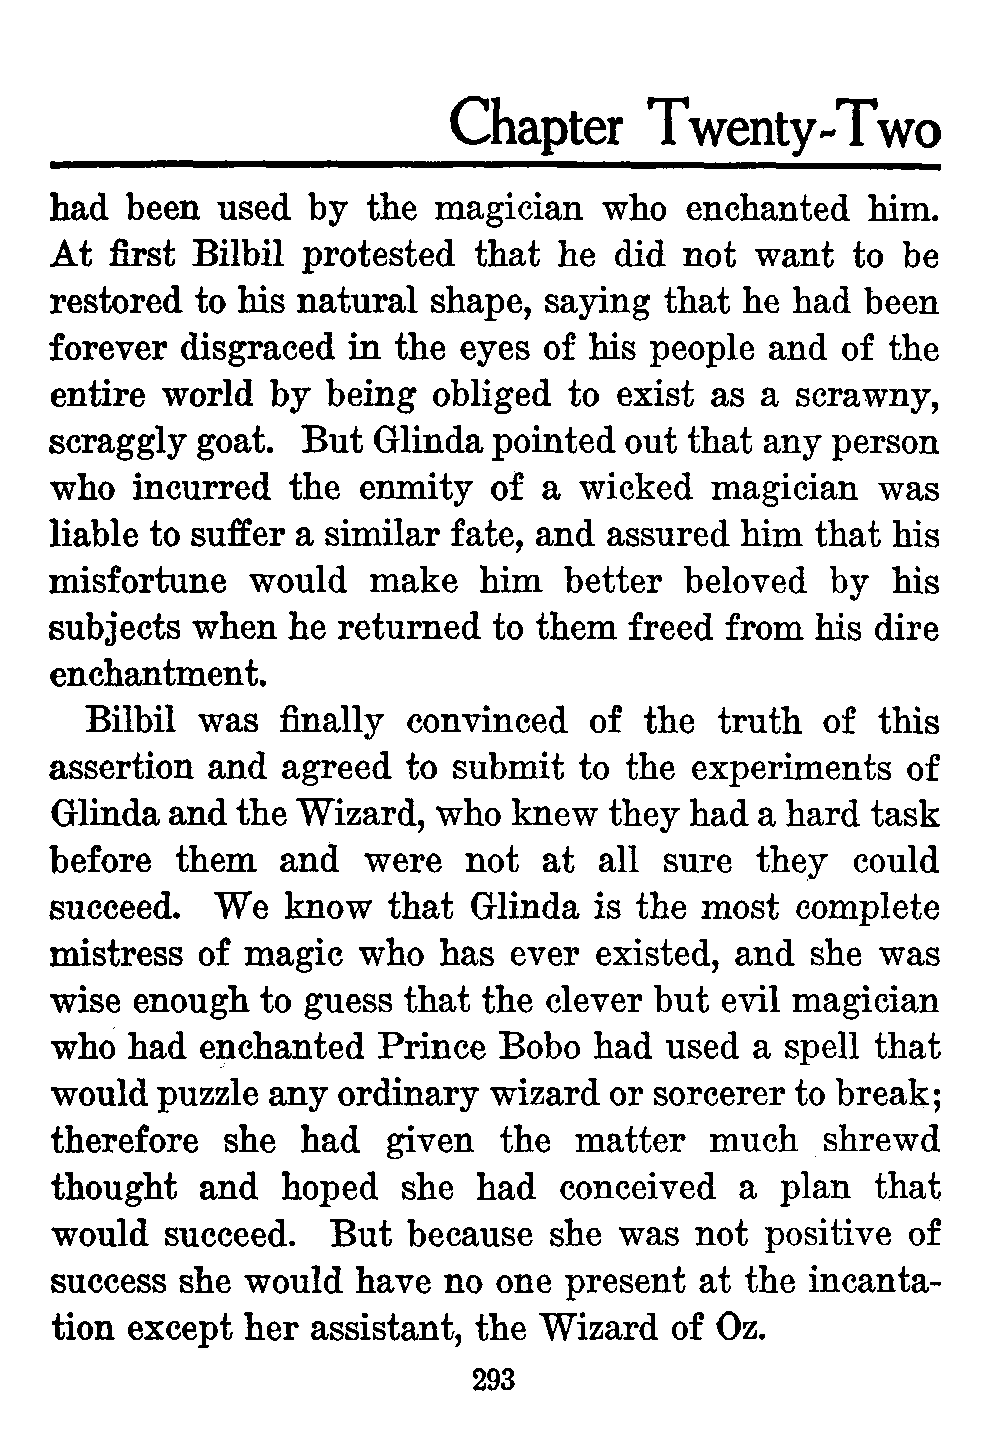 Chapter Twenty-Two
had been used by the magician who enchanted him.
At first Bilbil protested that he did not want to be
restored to his natural shape, saying that he had been
forever disgraced in the eyes of his people and of the
entire world by being obliged to exist as a scrawny,
scraggly goat. But Glinda pointed out that any person
who incurred the enmity of a wicked magician was
liable to suffer a similar fate, and assured him that his
misfortune would make him better beloved by his
subjects when he returned to them freed from his dire
enchantment.
Bilbil was finally convinced of the truth of this
assertion and agreed to submit to the experiments of
Glinda and the Wizard, who knew they had a hard task
before them and were not at all sure they could
succeed. We know that Glinda is the most complete
mistress of magic who has ever existed, and she was
wise enough to guess that the clever but evil magician
who had enchanted Prince Bobo had used a spell that
would puzzle any ordinary wizard or sorcerer to break;
therefore she had given the matter much shrewd
thought and hoped she had conceived a plan that
would succeed. But because she was not positive of
success she would have no one present at the incanta-
tion except her assistant, the Wizard of Oz.
293